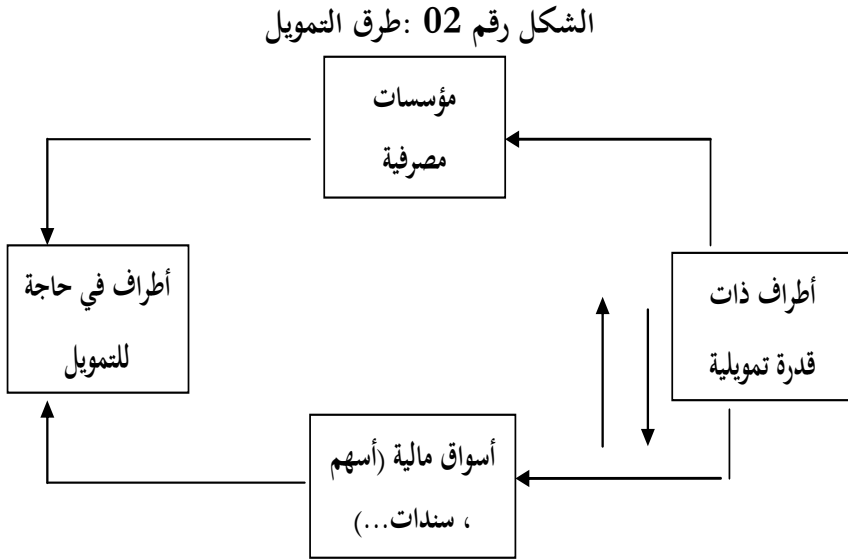 الشكل رقم 02 :طرق التمويل
مؤسسات
مصرفية
أطراف ذات
قدرة تمويلية
أطراف في حاجة
للتمويل
أسواق مالية (أسهم
، سندات...)